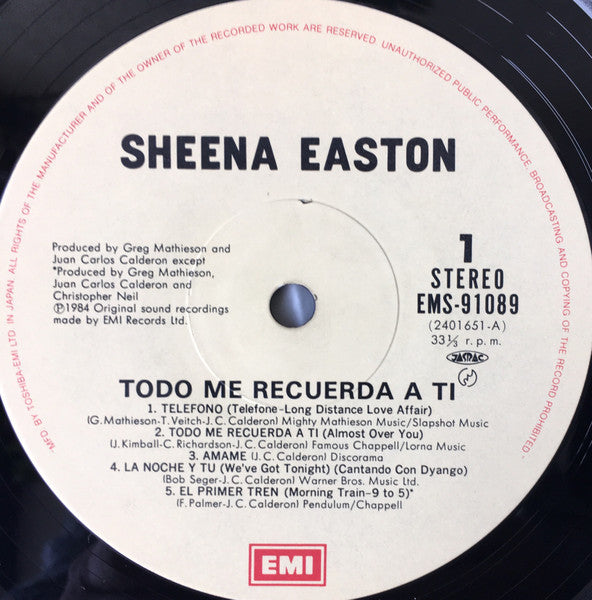 "MFD BY TOSHIBA-EMI LTD IN JAPAN ALL RIGHTS OF THE MANUFACTURER AND OF THE OWNER OF THE RECORDED WORK ARE RESERVED. UNAUTHORIZED PUBLIC PERFORMANCE, BROADCASTING AND COPYING OF THE RECORD PROHIBITED"
SHEENA EASTON
Produced by Greg Mathieson and
Juan Carlos Calderon except
*Produced by Greg Mathieson,
Juan Carlos Calderon and
Christopher Neil
℗1984 Original sound recordings
made by EMI Records Ltd.
1
STEREO
EMS-91089
(2401651-A)
33⅓ r.p.m.
JASRAC
TODO ME RECUERDA A TI
1. TELEFONO (Telefone-Long Distance Love Affair)
(G. Mathieson-T. Veitch-J.C. Calderon) Mighty Mathieson Music/Slapshot Music
2. TODO ME RECUERDA A TI (Almost Over You)
(J. Kimball-C. Richardson-J.C. Calderon) Famous Chappell/Lorna Music
3. AMAME (J.C. Calderon) Discorama
4. LA NOCHE Y TU (We've Got Tonight) (Cantando Con Dyango)
(Bob Seger-J.C. Calderon) Warner Bros. Music Ltd.
5. EL PRIMER TREN (Morning Train-9 to 5)*
(F. Palmer-J.C. Calderon) Pendulum/Chappell
EMI